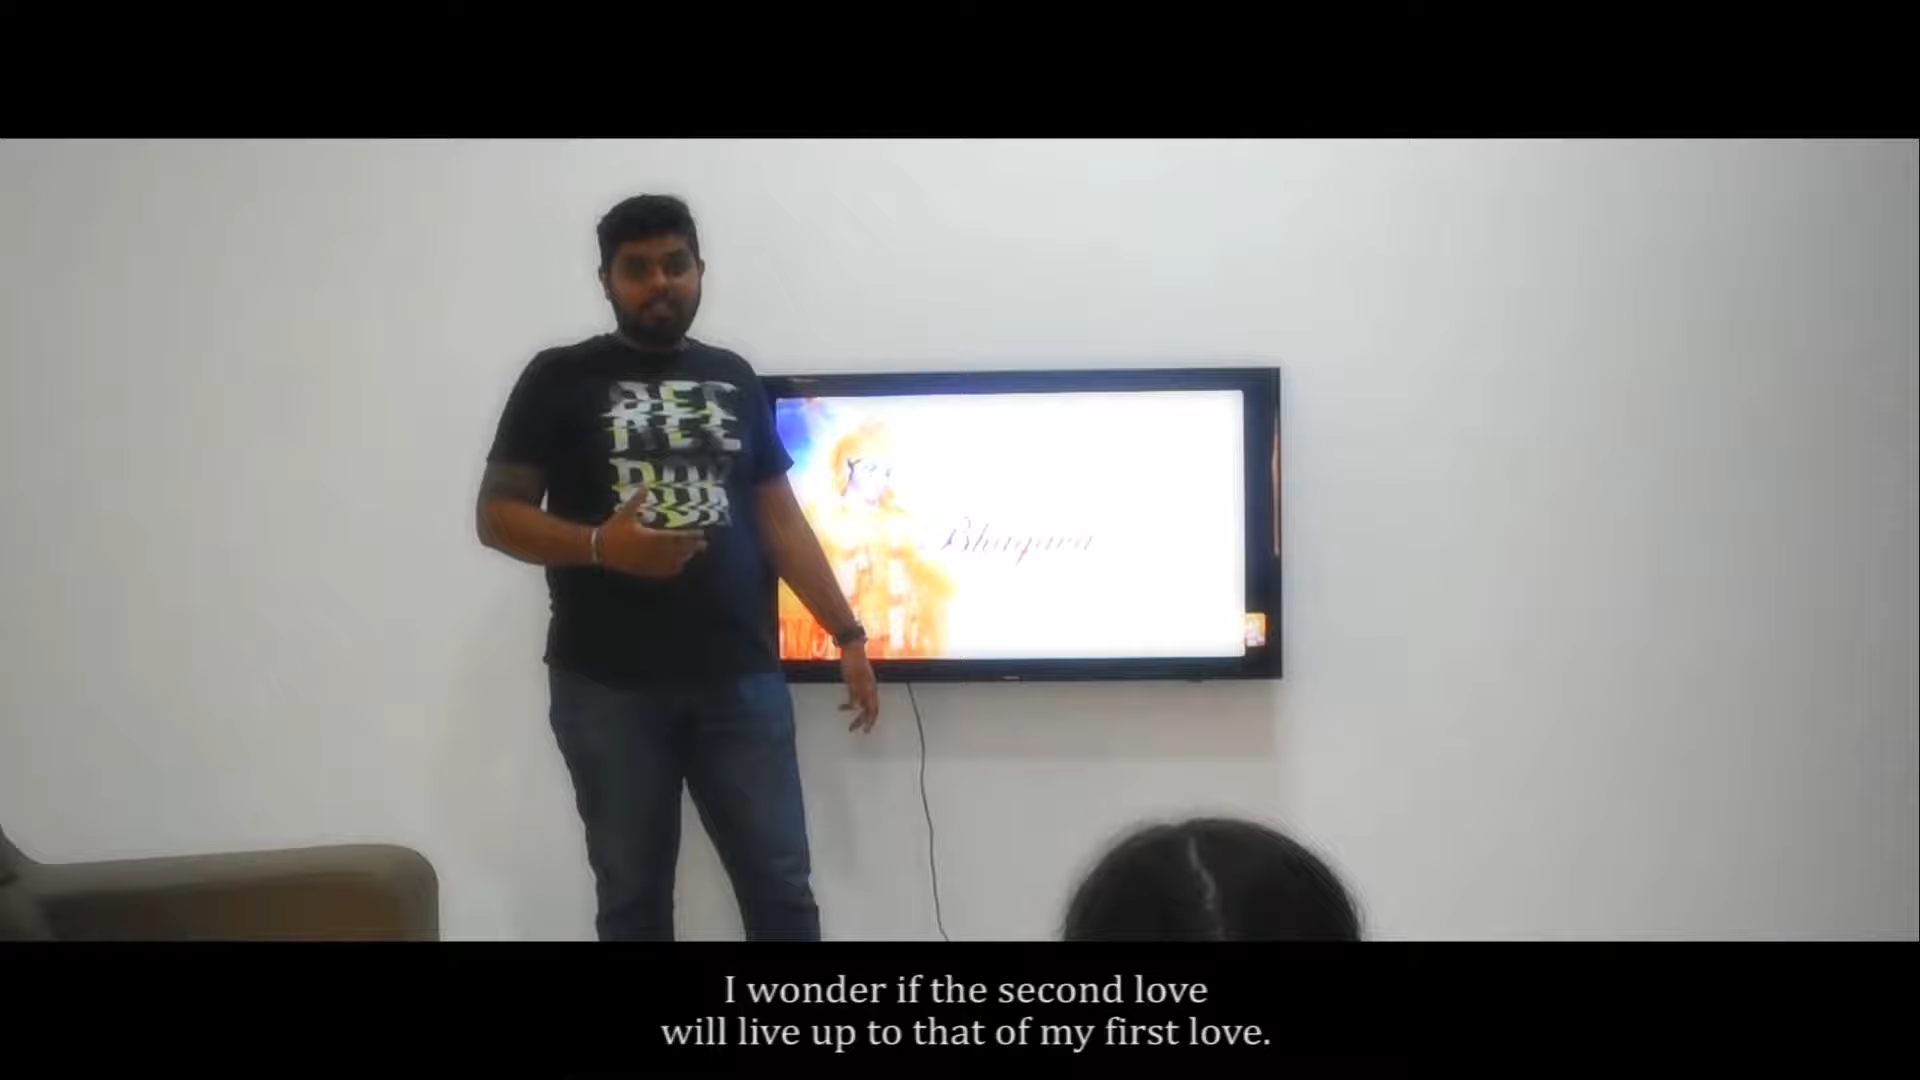 Bhagava
I wonder if the second love
will live up to that of my first love.